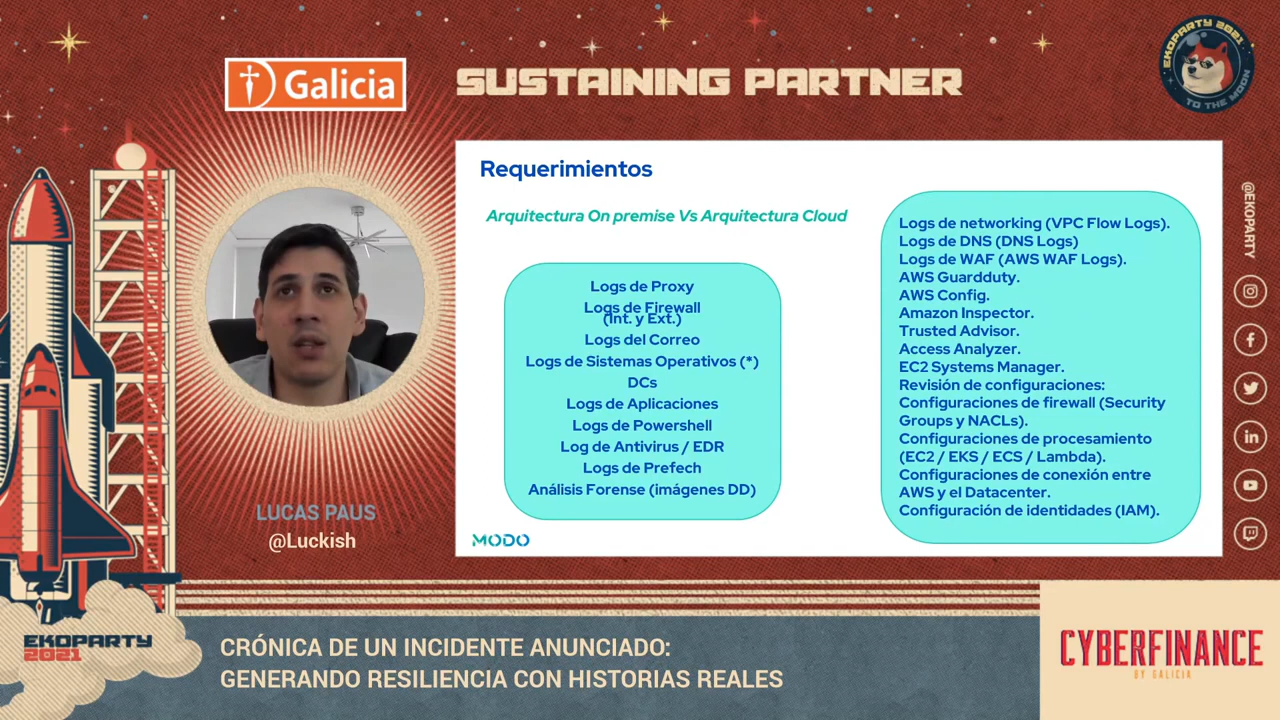 Galicia
SUSTAINING PARTNER
EKOPARTY 2021
TO THE MOON
Requerimientos
Arquitectura On premise Vs Arquitectura Cloud
Logs de Proxy
Logs de Firewall
(Int. y Ext.)
Logs del Correo
Logs de Sistemas Operativos (*)
DCs
Logs de Aplicaciones
Logs de Powershell
Log de Antivirus / EDR
Logs de Prefech
Análisis Forense (imágenes DD)
Logs de networking (VPC Flow Logs).
Logs de DNS (DNS Logs)
Logs de WAF (AWS WAF Logs).
AWS Guardduty.
AWS Config.
Amazon Inspector.
Trusted Advisor.
Access Analyzer.
EC2 Systems Manager.
Revisión de configuraciones:
Configuraciones de firewall (Security
Groups y NACLs).
Configuraciones de procesamiento
(EC2 / EKS / ECS / Lambda).
Configuraciones de conexión entre
AWS y el Datacenter.
Configuración de identidades (IAM).
MODO
@EKOPARTY
LUCAS PAUS
@Luckish
EKOPARTY
2021
CRÓNICA DE UN INCIDENTE ANUNCIADO:
GENERANDO RESILIENCIA CON HISTORIAS REALES
CYBERFINANCE
BY GALICIA